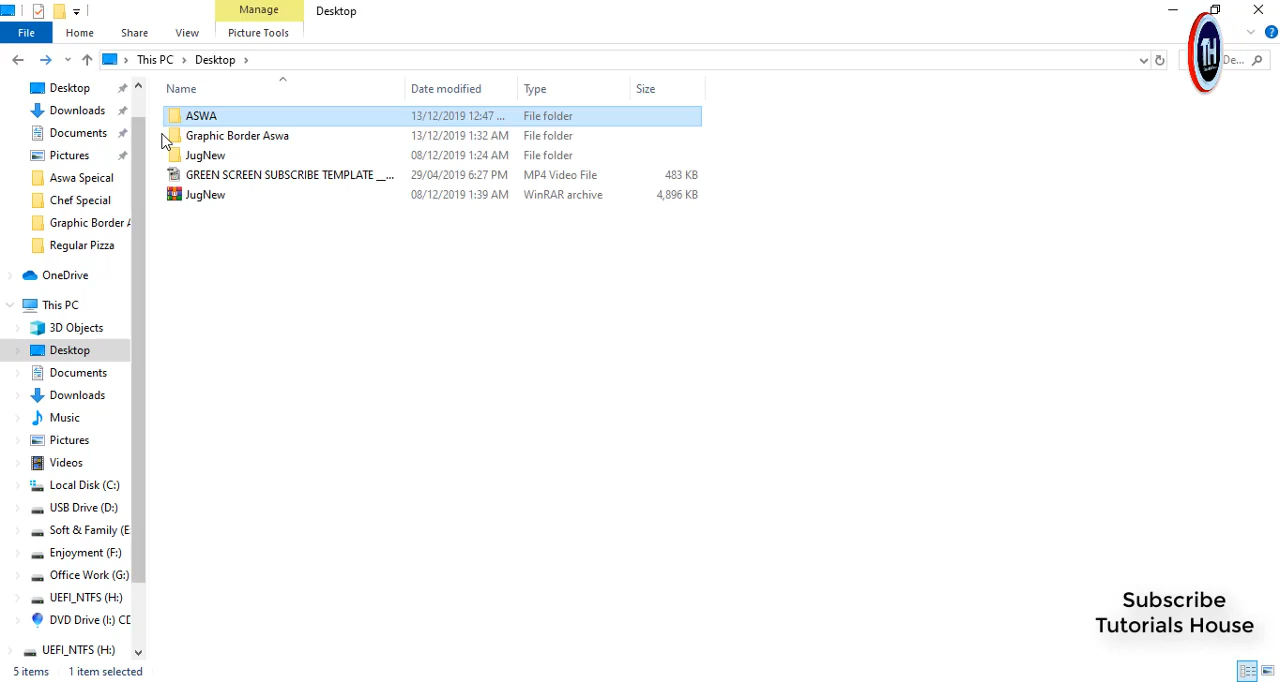 Manage
Desktop
File
Home
Share
View
Picture Tools
This PC
Desktop
De...
TH
Name
Date modified
Type
Size
ASWA 13/12/2019 12:47 ... File folder
Graphic Border Aswa 13/12/2019 1:32 AM File folder
JugNew 08/12/2019 1:24 AM File folder
GREEN SCREEN SUBSCRIBE TEMPLATE __... 29/04/2019 6:27 PM MP4 Video File 483 KB
JugNew 08/12/2019 1:39 AM WinRAR archive 4,896 KB
Desktop
Downloads
Documents
Pictures
Aswa Speical
Chef Special
Graphic Border A
Regular Pizza
OneDrive
This PC
3D Objects
Desktop
Documents
Downloads
Music
Pictures
Videos
Local Disk (C:)
USB Drive (D:)
Soft & Family (E
Enjoyment (F:)
Office Work (G:)
UEFI_NTFS (H:)
DVD Drive (I:) CD
UEFI_NTFS (H:)
Subscribe
Tutorials House
5 items 1 item selected